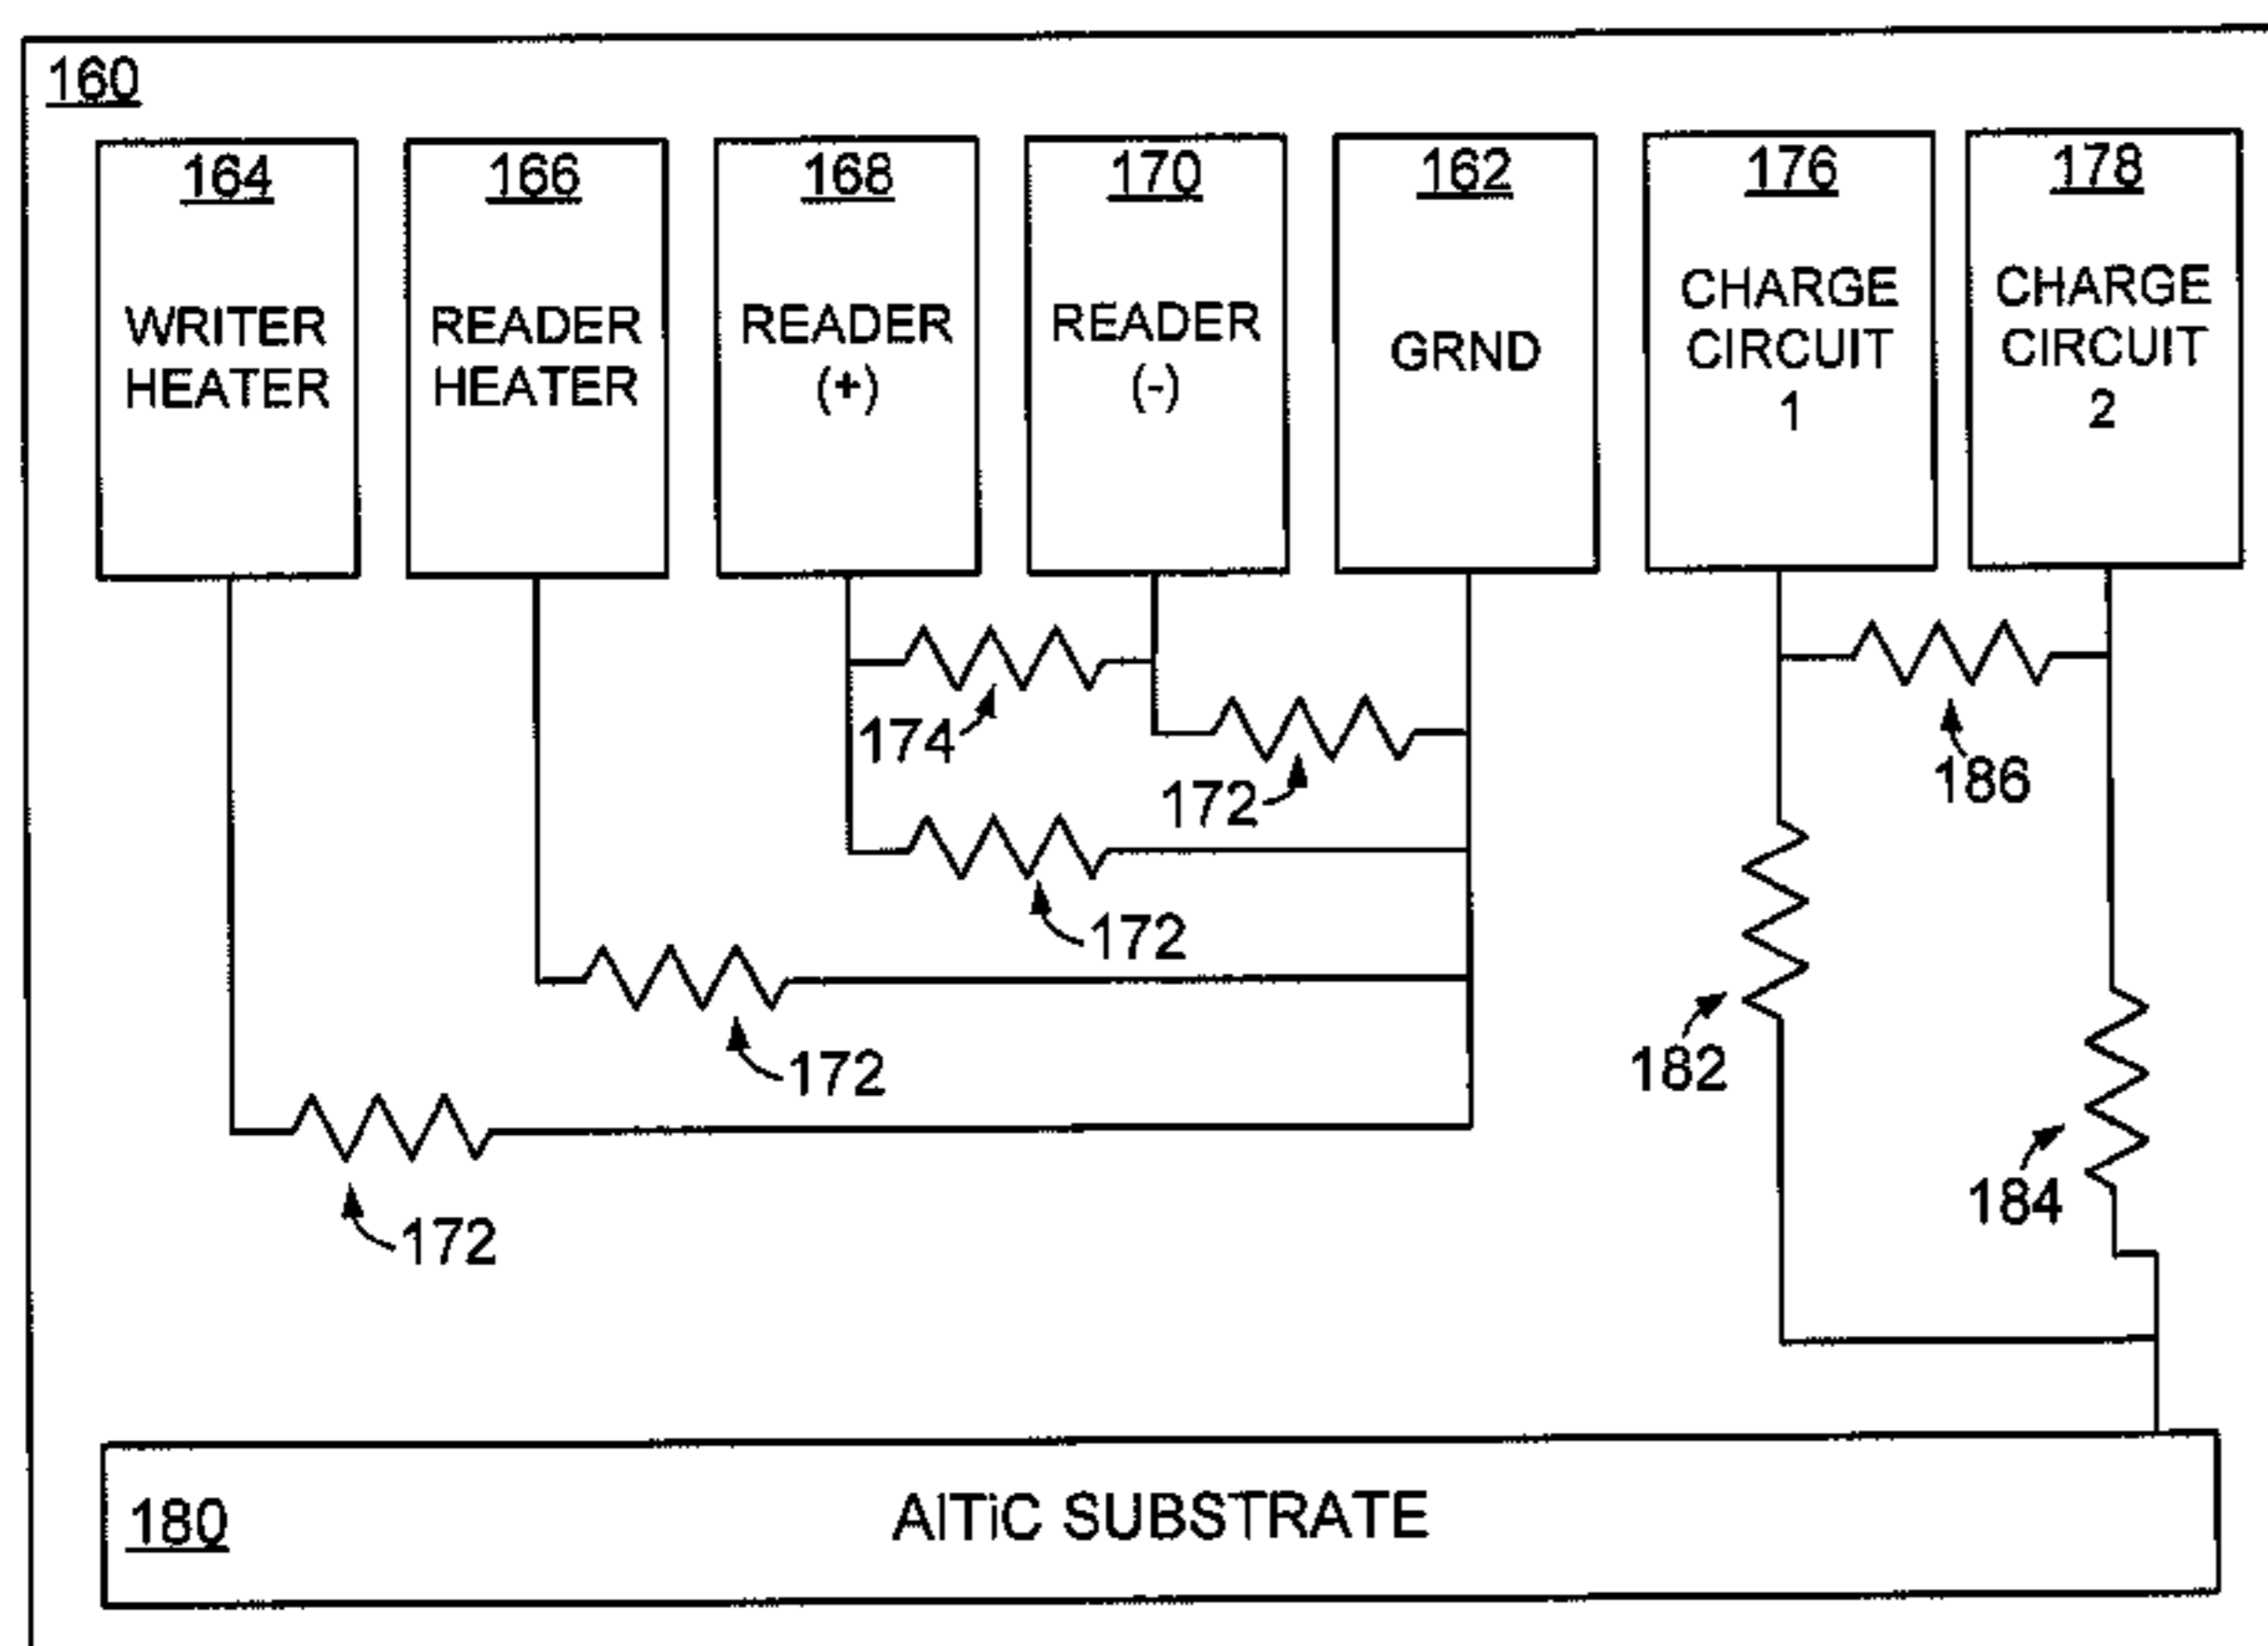 160
164
WRITER
HEATER
166
READER
HEATER
168
READER
(+)
170
READER
(-)
162
GRND
176
CHARGE
CIRCUIT
1
178
CHARGE
CIRCUIT
2
174
172
186
172
172
182
184
172
180
AlTiC SUBSTRATE